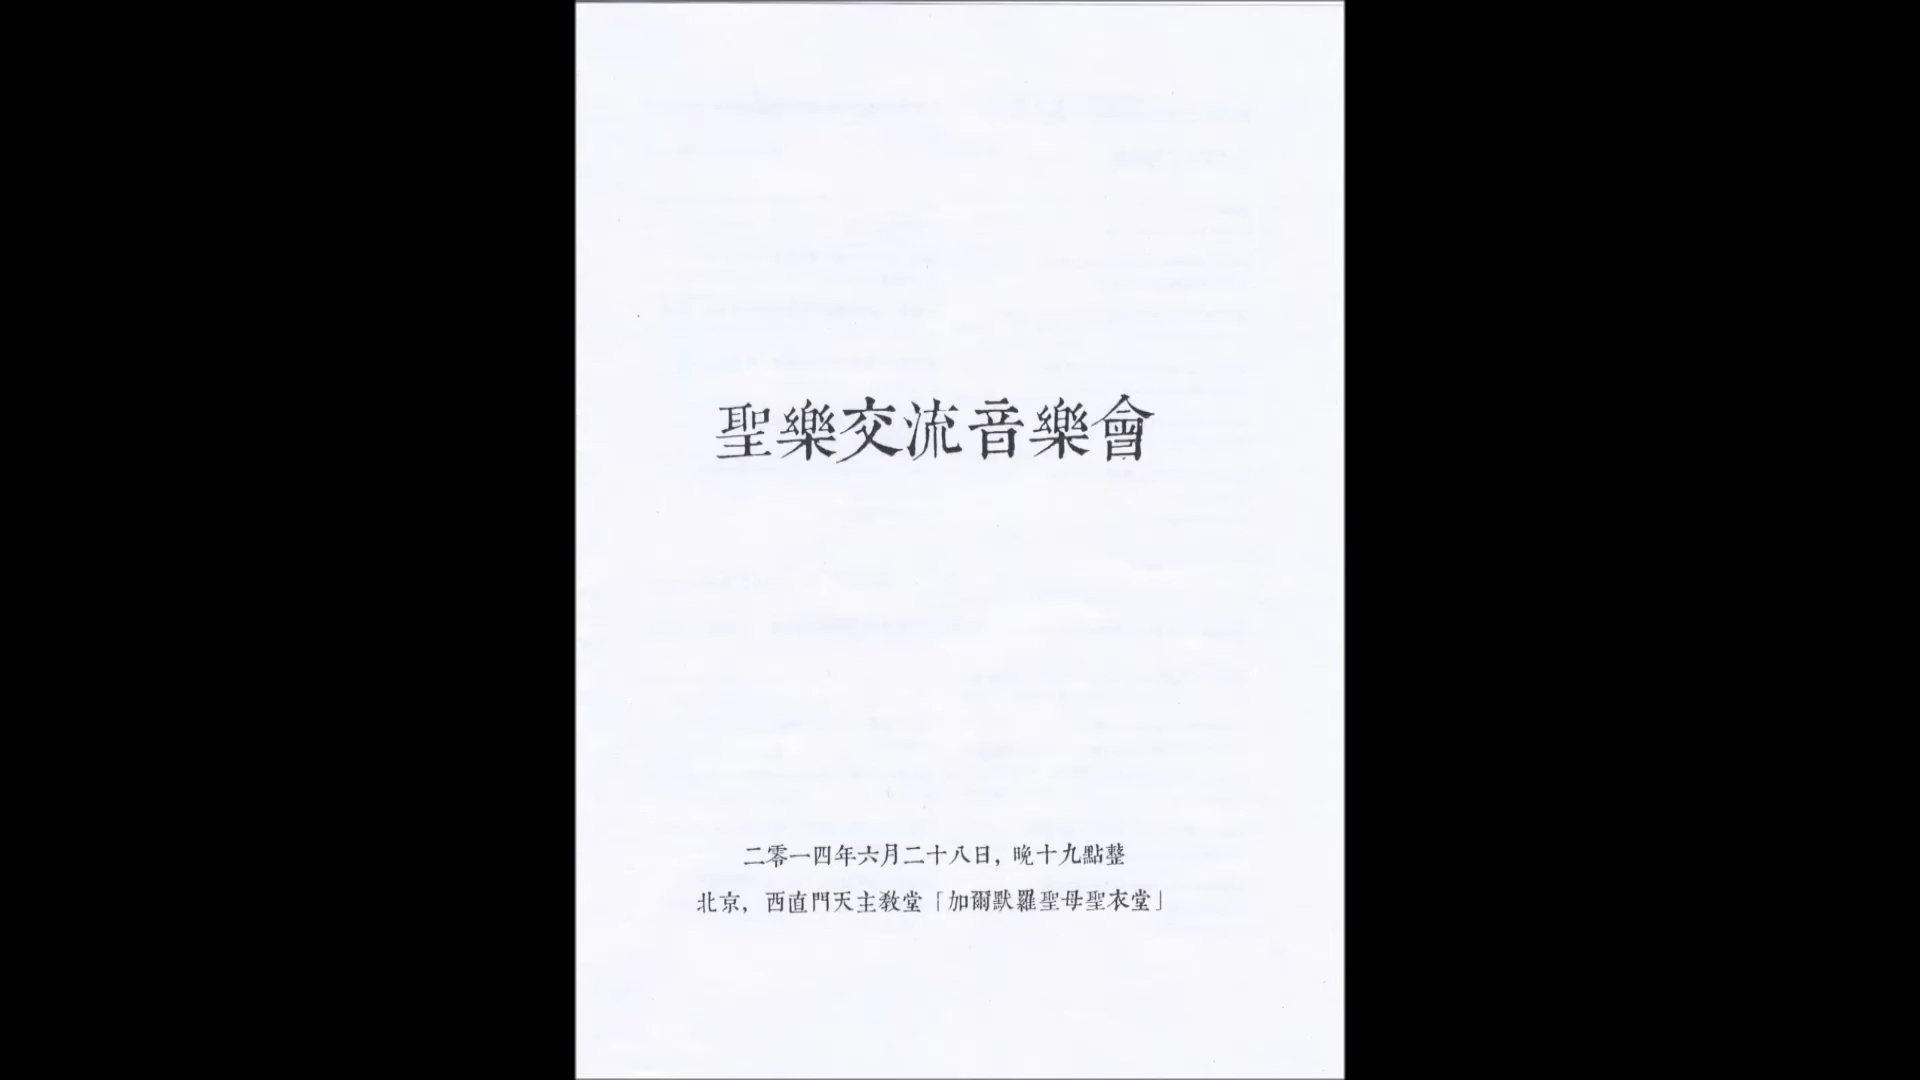 聖樂交流音樂會
二零一四年六月二十八日，晚十九點整
北京，西直門天主教堂「加爾默羅聖母聖衣堂」